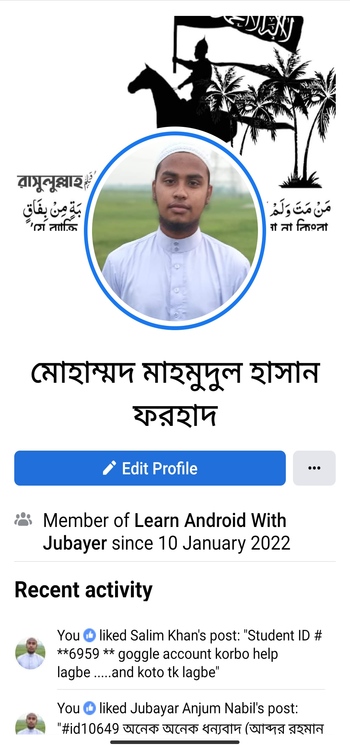 রাসূলুল্লাহ ﷺ
مَنْ مَتَ وَلَمْ
بَةٍ مِنْ نِفَاقٍ
মোহাম্মদ মাহমুদুল হাসান
ফরহাদ
Edit Profile
Member of Learn Android With
Jubayer since 10 January 2022
Recent activity
You liked Salim Khan's post: "Student ID #
**6959 ** goggle account korbo help
lagbe .....and koto tk lagbe"
You liked Jubayar Anjum Nabil's post:
"#id10649 অনেক অনেক ধন্যবাদ (আব্দুর রহমান